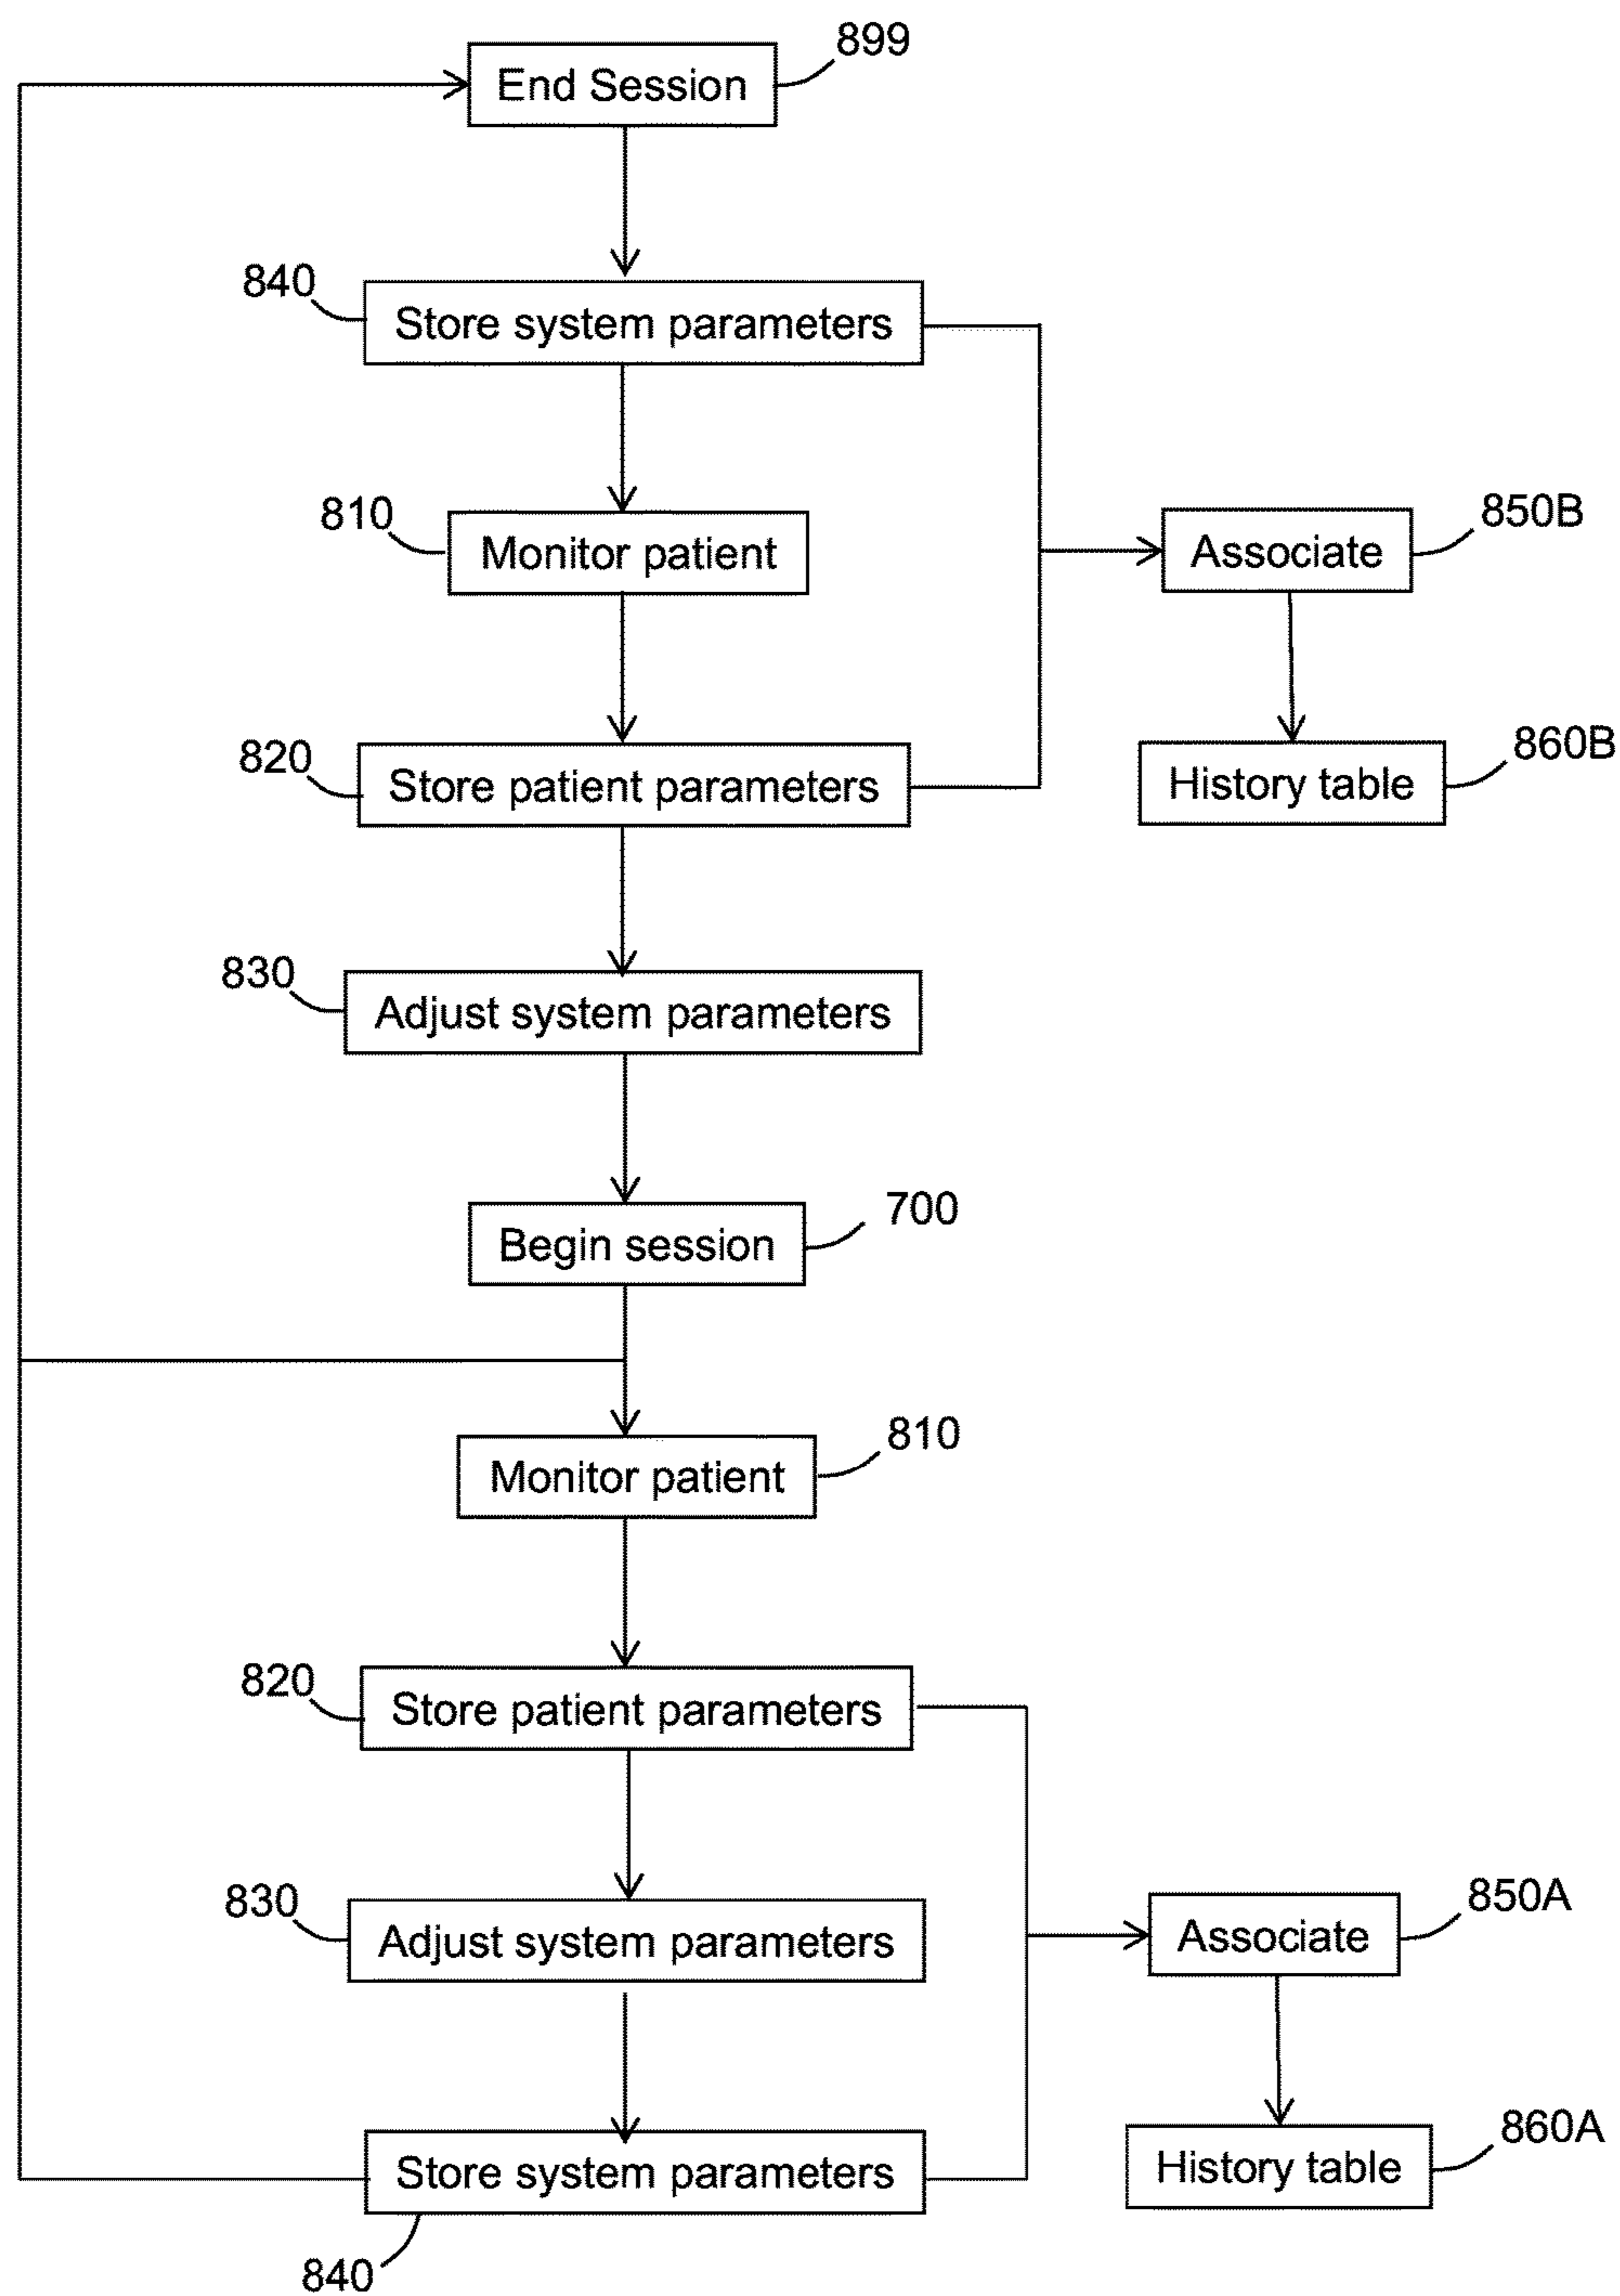 899
End Session
840
Store system parameters
810
Monitor patient
850B
Associate
820
Store patient parameters
860B
History table
830
Adjust system parameters
700
Begin session
810
Monitor patient
820
Store patient parameters
830
Adjust system parameters
850A
Associate
860A
History table
Store system parameters
840